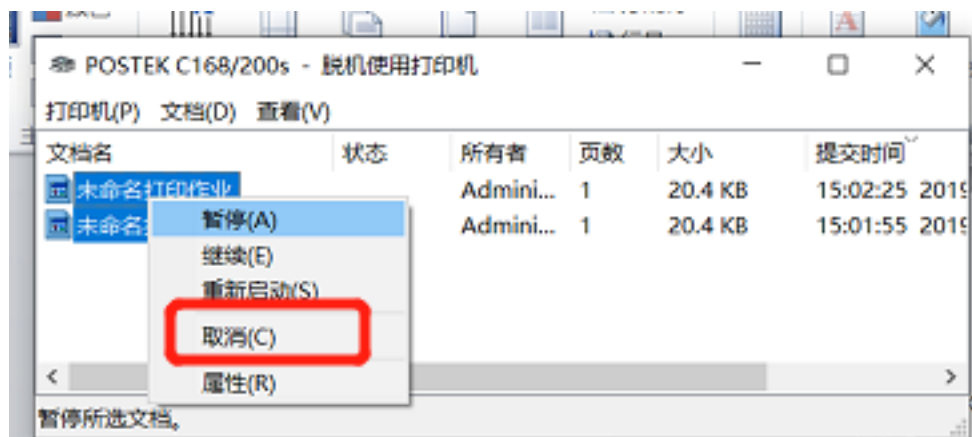 POSTEK C168/200s - 脱机使用打印机
打印机(P) 文档(D) 查看(V)
文档名 状态 所有者 页数 大小 提交时间
未命名打印作业 Admini... 1 20.4 KB 15:02:25 2019
未命名 Admini... 1 20.4 KB 15:01:55 2019
暂停(A)
继续(E)
重新启动(S)
取消(C)
属性(R)
暂停所选文档。